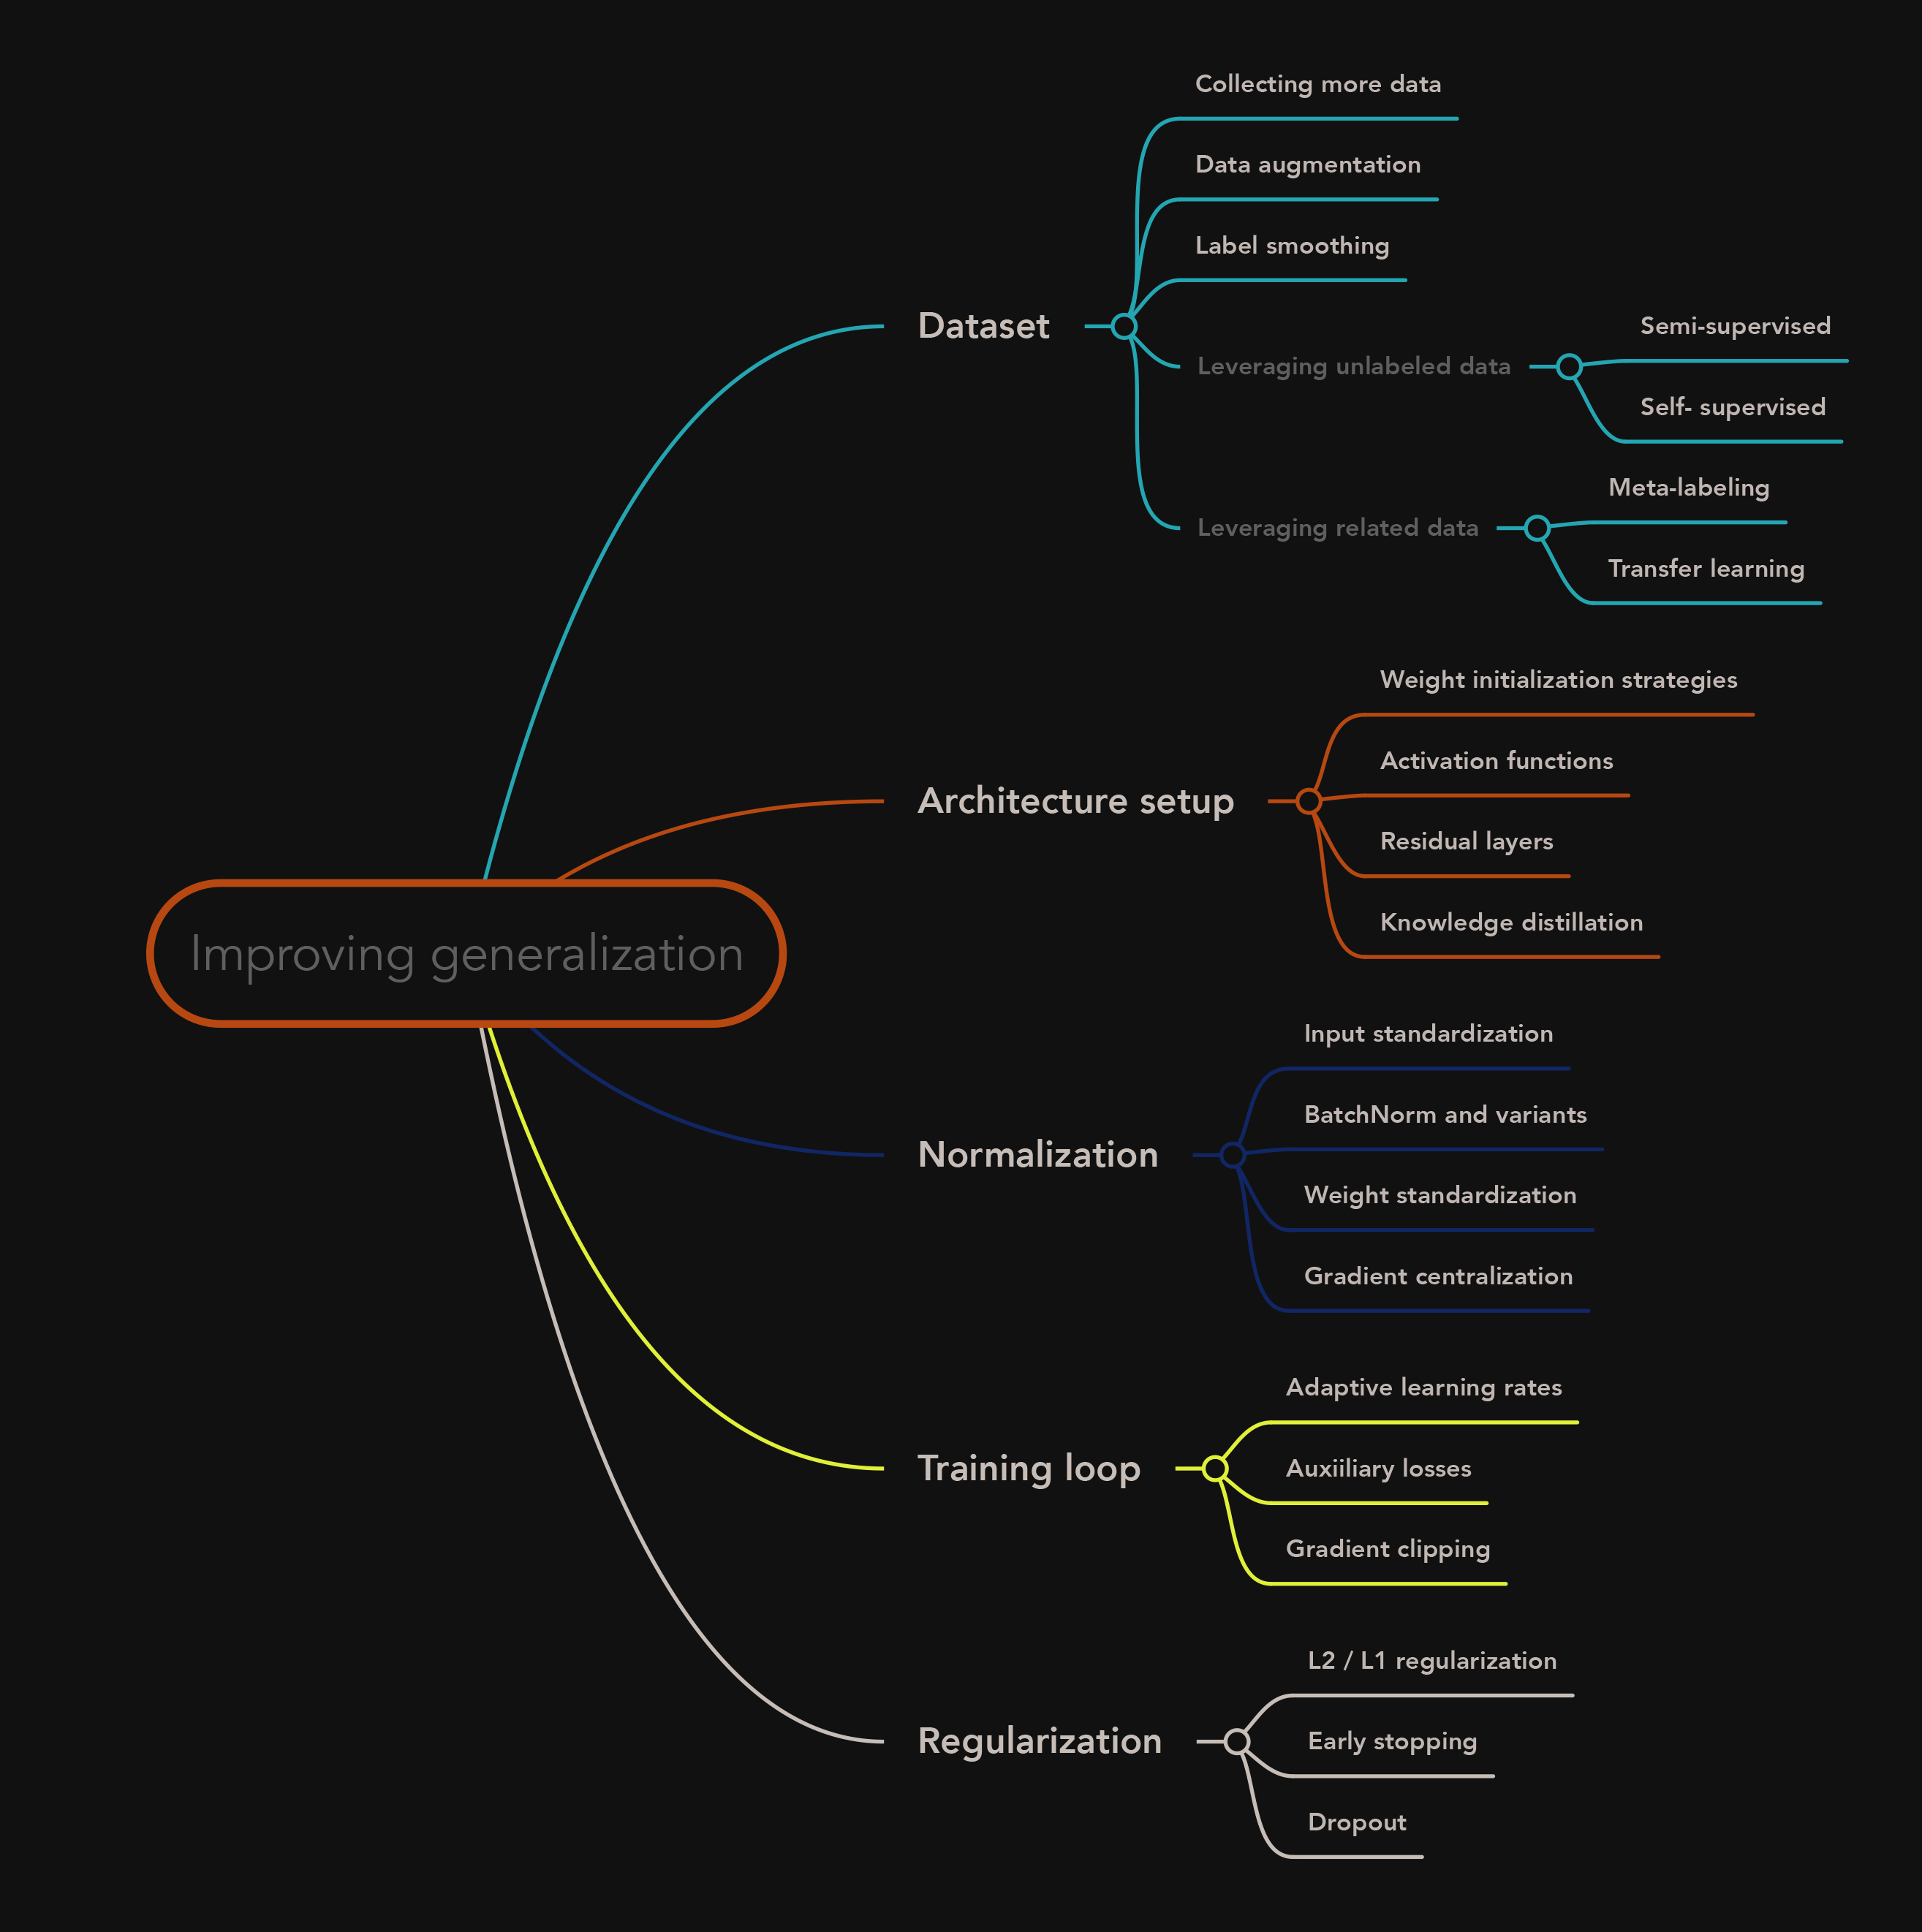 Improving generalization
Dataset
Collecting more data
Data augmentation
Label smoothing
Leveraging unlabeled data
Semi-supervised
Self- supervised
Leveraging related data
Meta-labeling
Transfer learning
Architecture setup
Weight initialization strategies
Activation functions
Residual layers
Knowledge distillation
Normalization
Input standardization
BatchNorm and variants
Weight standardization
Gradient centralization
Training loop
Adaptive learning rates
Auxiiliary losses
Gradient clipping
Regularization
L2 / L1 regularization
Early stopping
Dropout